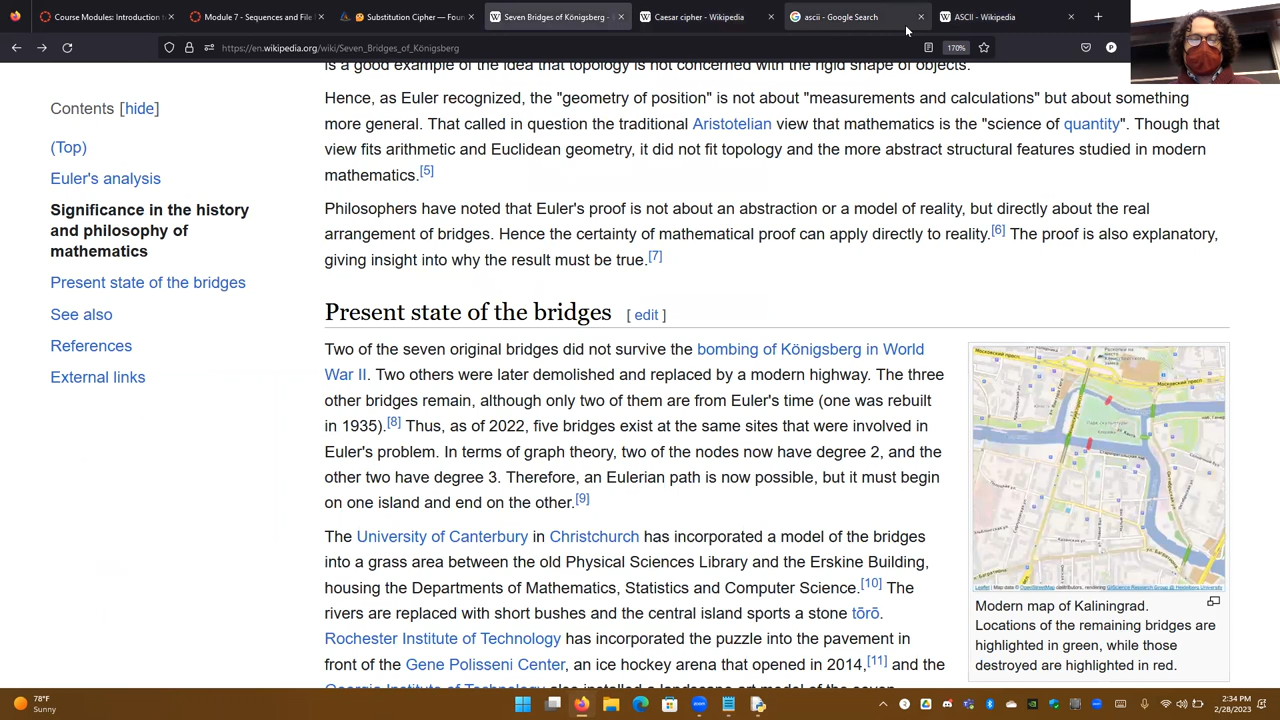 Course Modules: Introduction t
Module 7 - Sequences and File
Substitution Cipher — Foun
Seven Bridges of Königsberg -
Caesar cipher - Wikipedia
ascii - Google Search
ASCII - Wikipedia
https://en.wikipedia.org/wiki/Seven_Bridges_of_Königsberg
170%
is a good example of the idea that topology is not concerned with the rigid shape of objects.
Contents [hide]
(Top)
Euler's analysis
Significance in the history
and philosophy of
mathematics
Present state of the bridges
See also
References
External links
Hence, as Euler recognized, the "geometry of position" is not about "measurements and calculations" but about something
more general. That called in question the traditional Aristotelian view that mathematics is the "science of quantity". Though that
view fits arithmetic and Euclidean geometry, it did not fit topology and the more abstract structural features studied in modern
mathematics.[5]
Philosophers have noted that Euler's proof is not about an abstraction or a model of reality, but directly about the real
arrangement of bridges. Hence the certainty of mathematical proof can apply directly to reality.[6] The proof is also explanatory,
giving insight into why the result must be true.[7]
Present state of the bridges [ edit ]
Two of the seven original bridges did not survive the bombing of Königsberg in World
War II. Two others were later demolished and replaced by a modern highway. The three
other bridges remain, although only two of them are from Euler's time (one was rebuilt
in 1935).[8] Thus, as of 2022, five bridges exist at the same sites that were involved in
Euler's problem. In terms of graph theory, two of the nodes now have degree 2, and the
other two have degree 3. Therefore, an Eulerian path is now possible, but it must begin
on one island and end on the other.[9]
The University of Canterbury in Christchurch has incorporated a model of the bridges
into a grass area between the old Physical Sciences Library and the Erskine Building,
housing the Departments of Mathematics, Statistics and Computer Science.[10] The
rivers are replaced with short bushes and the central island sports a stone tōrō.
Rochester Institute of Technology has incorporated the puzzle into the pavement in
front of the Gene Polisseni Center, an ice hockey arena that opened in 2014,[11] and the
Georgia Institute of Technology also installed a landscape art model of the seven
Московский просп.
Modern map of Kaliningrad.
Locations of the remaining bridges are
highlighted in green, while those
destroyed are highlighted in red.
78°F
Sunny
2:34 PM
2/28/2023